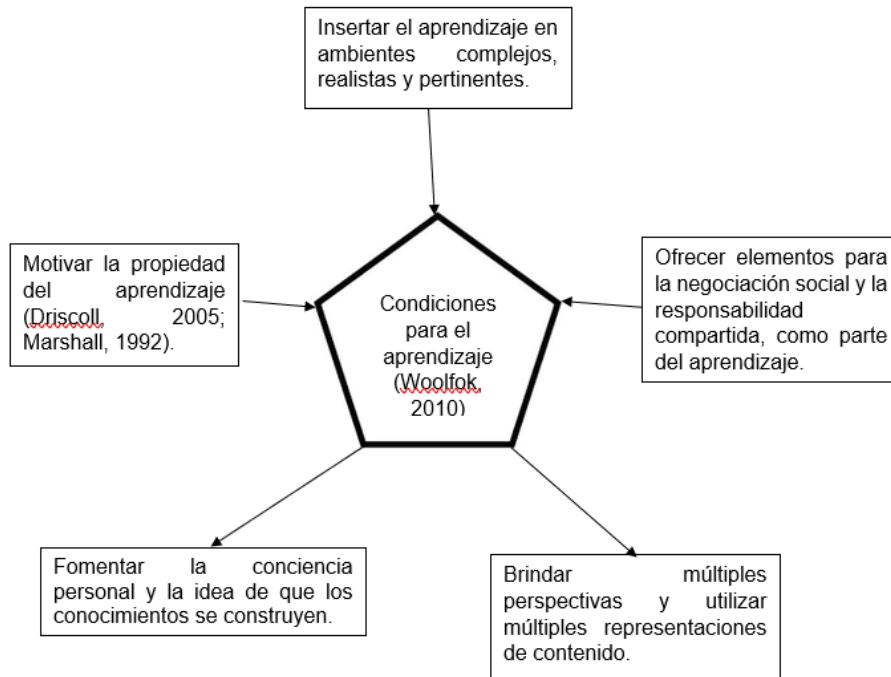 Insertar el aprendizaje en
ambientes complejos,
realistas y pertinentes.
Motivar la propiedad
del aprendizaje
(Driscoll, 2005;
Marshall, 1992).
Condiciones
para el
aprendizaje
(Woolfok,
2010)
Ofrecer elementos para
la negociación social y la
responsabilidad
compartida, como parte
del aprendizaje.
Fomentar la conciencia
personal y la idea de que los
conocimientos se construyen.
Brindar múltiples
perspectivas y utilizar
múltiples representaciones
de contenido.